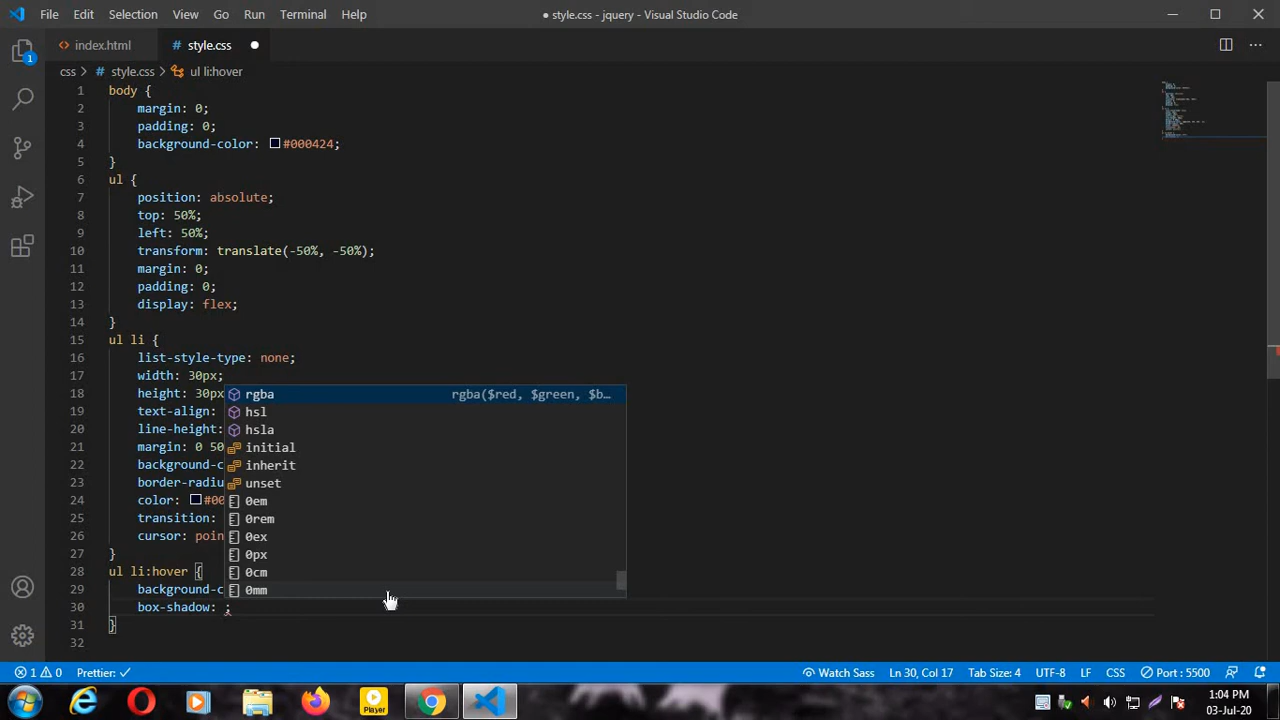 File Edit Selection View Go Run Terminal Help
● style.css - jquery - Visual Studio Code
index.html
style.css
css > # style.css > ul li:hover
1 body {
2 margin: 0;
3 padding: 0;
4 background-color: #000424;
5 }
6 ul {
7 position: absolute;
8 top: 50%;
9 left: 50%;
10 transform: translate(-50%, -50%);
11 margin: 0;
12 padding: 0;
13 display: flex;
14 }
15 ul li {
16 list-style-type: none;
17 width: 30px;
18 height: 30px
19 text-align:
20 line-height:
21 margin: 0 50
22 background-c
23 border-radiu
24 color: #00
25 transition:
26 cursor: poin
27 }
28 ul li:hover {
29 background-c
30 box-shadow: ;
31 }
32
rgba rgba($red, $green, $b…
hsl
hsla
initial
inherit
unset
0em
0rem
0ex
0px
0cm
0mm
1
1 0 Prettier: ✓
Watch Sass Ln 30, Col 17 Tab Size: 4 UTF-8 LF CSS Port : 5500
Player
1:04 PM
03-Jul-20